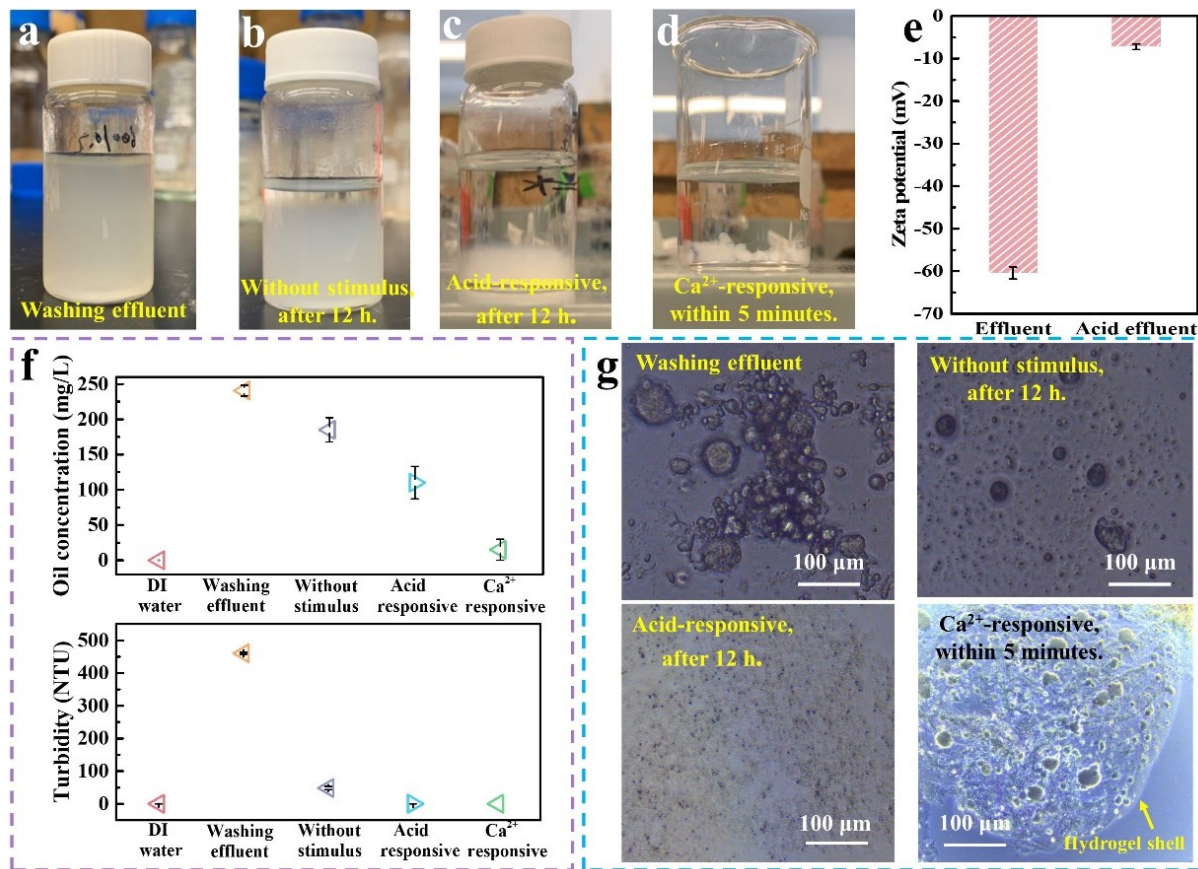 a
Washing effluent
b
Without stimulus,
after 12 h.
c
Acid-responsive,
after 12 h.
d
Ca²⁺-responsive,
within 5 minutes.
e
Zeta potential (mV)
0
-10
-20
-30
-40
-50
-60
-70
Effluent
Acid effluent
f
Oil concentration (mg/L)
250
200
150
100
50
0
DI
water
Washing
effluent
Without
stimulus
Acid
responsive
Ca²⁺
responsive
Turbidity (NTU)
500
400
300
200
100
0
DI
water
Washing
effluent
Without
stimulus
Acid
responsive
Ca²⁺
responsive
g
Washing effluent
100 μm
Without stimulus,
after 12 h.
100 μm
Acid-responsive,
after 12 h.
100 μm
Ca²⁺-responsive,
within 5 minutes.
100 μm
Hydrogel shell